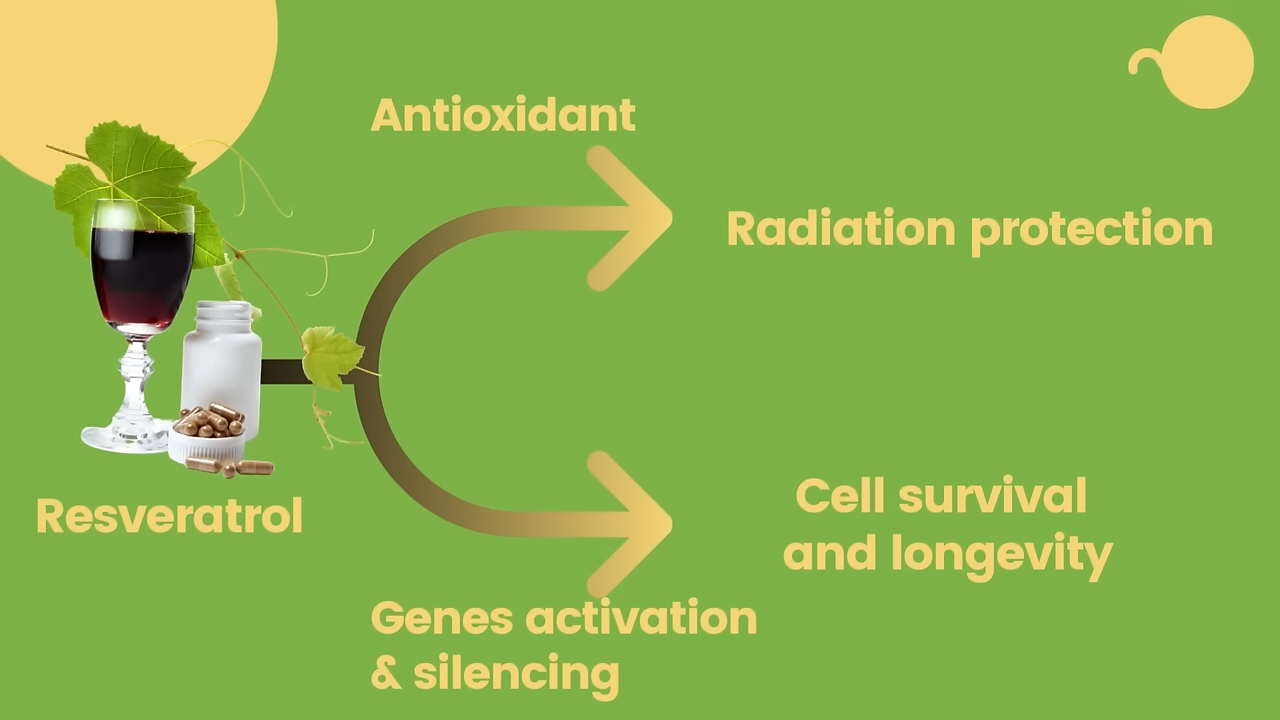 Antioxidant
Radiation protection
Resveratrol
Cell survival
and longevity
Genes activation
& silencing